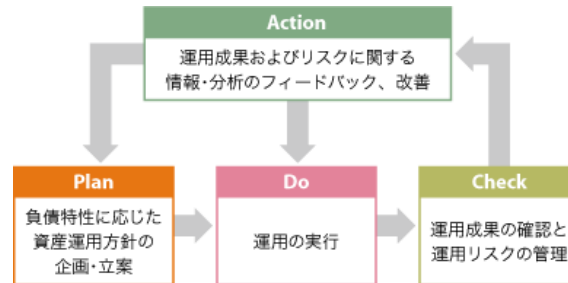 Action
運用成果およびリスクに関する
情報・分析のフィードバック、改善
Plan
負債特性に応じた
資産運用方針の
企画・立案
Do
運用の実行
Check
運用成果の確認と
運用リスクの管理